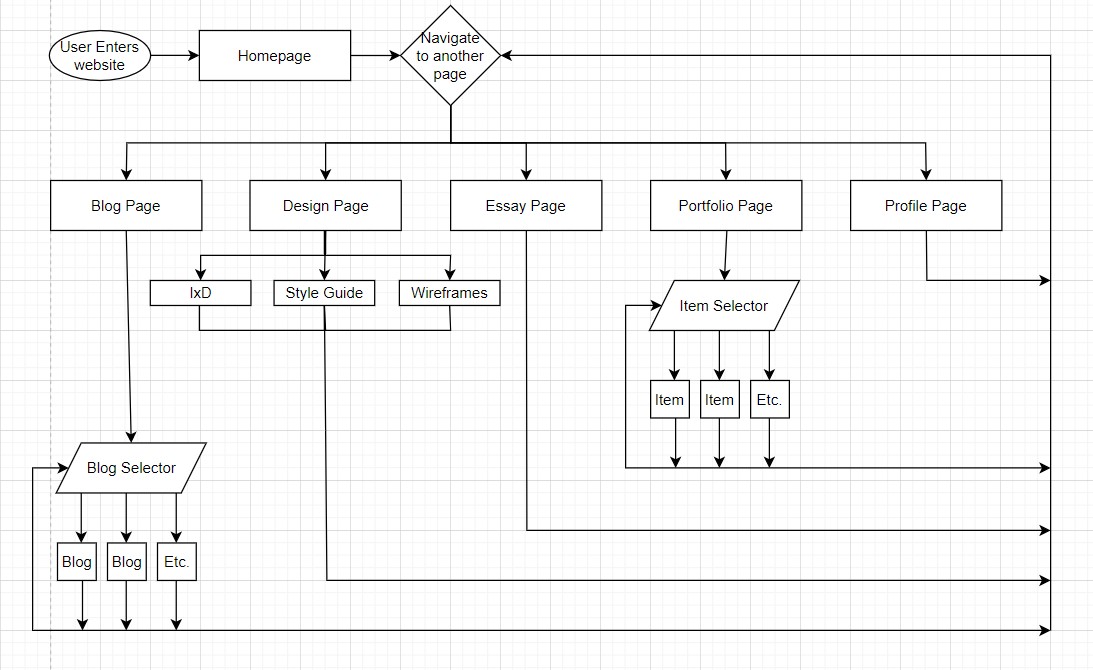 User Enters
website
Homepage
Navigate
to another
page
Blog Page
Design Page
Essay Page
Portfolio Page
Profile Page
IxD
Style Guide
Wireframes
Item Selector
Item
Item
Etc.
Blog Selector
Blog
Blog
Etc.